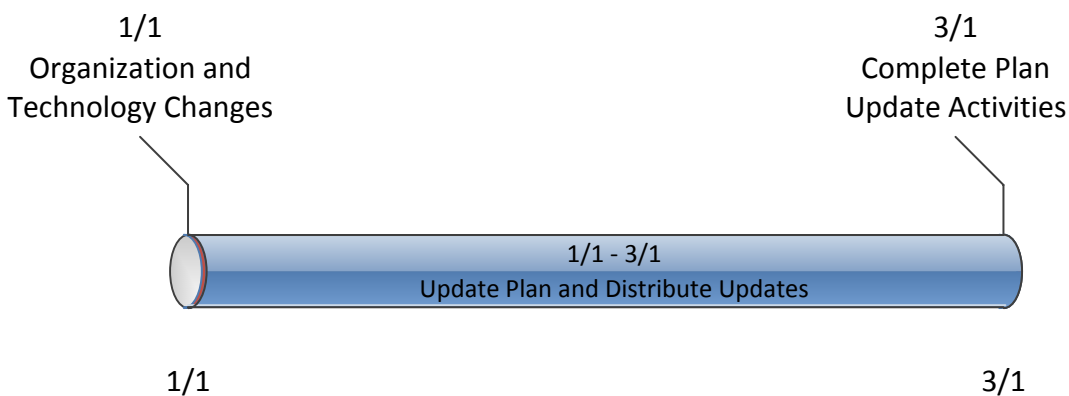 1/1
Organization and
Technology Changes
3/1
Complete Plan
Update Activities
1/1 - 3/1
Update Plan and Distribute Updates
1/1
3/1